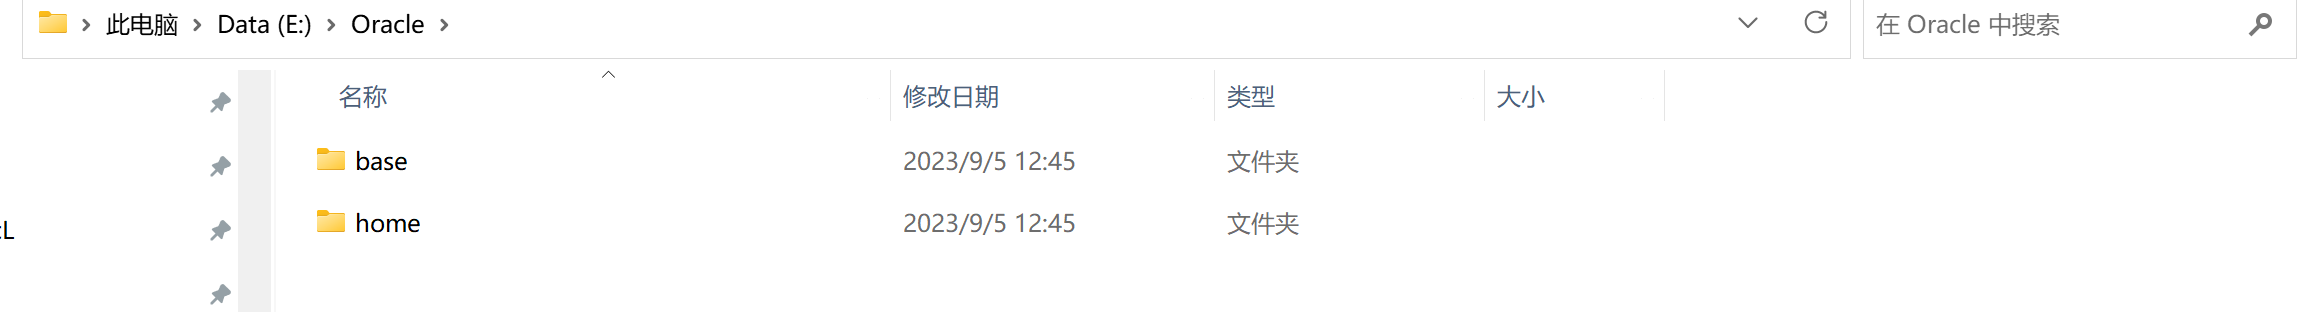 此电脑 > Data (E:) > Oracle >
在 Oracle 中搜索
名称 修改日期 类型 大小
base 2023/9/5 12:45 文件夹
home 2023/9/5 12:45 文件夹